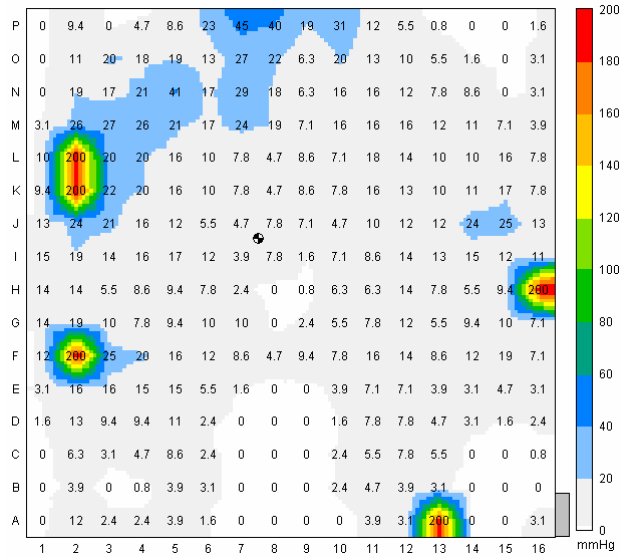 P 0 9.4 0 4.7 8.6 23 45 40 19 31 12 5.5 0.8 0 0 1.6 200
O 0 11 20 18 19 13 27 22 6.3 20 13 10 5.5 1.6 0 3.1 180
N 0 19 17 21 41 17 29 18 6.3 16 16 12 7.8 8.6 0 3.1 160
M 3.1 26 27 26 21 17 24 19 7.1 16 16 16 12 11 7.1 3.9
L 10 200 20 20 16 10 7.8 4.7 8.6 7.1 18 14 10 10 16 7.8 140
K 9.4 200 22 20 16 10 7.8 4.7 8.6 7.8 16 13 10 11 17 7.8 120
J 13 24 21 16 12 5.5 4.7 7.8 7.1 4.7 10 12 12 24 25 13
I 15 19 14 16 17 12 3.9 7.8 1.6 7.1 8.6 14 13 15 12 11 100
H 14 14 5.5 8.6 9.4 7.8 2.4 0 0.8 6.3 6.3 14 7.8 5.5 9.4 200
G 14 19 10 7.8 9.4 10 10 0 2.4 5.5 7.8 12 5.5 9.4 10 7.1 80
F 12 200 25 20 16 12 8.6 4.7 9.4 7.8 16 14 8.6 12 19 7.1 60
E 3.1 16 16 15 15 5.5 1.6 0 0 3.9 7.1 7.1 3.9 3.1 4.7 3.1
D 1.6 13 9.4 9.4 11 2.4 0 0 0 1.6 7.8 7.8 4.7 3.1 1.6 2.4 40
C 0 6.3 3.1 4.7 8.6 2.4 0 0 0 2.4 5.5 7.8 5.5 0 0 0.8 20
B 0 3.9 0 0.8 3.9 3.1 0 0 0 2.4 4.7 3.9 3.1 0 0 0
A 0 12 2.4 2.4 3.9 1.6 0 0 0 0 3.9 3.1 200 0 0 3.1 0
1 2 3 4 5 6 7 8 9 10 11 12 13 14 15 16 mmHg